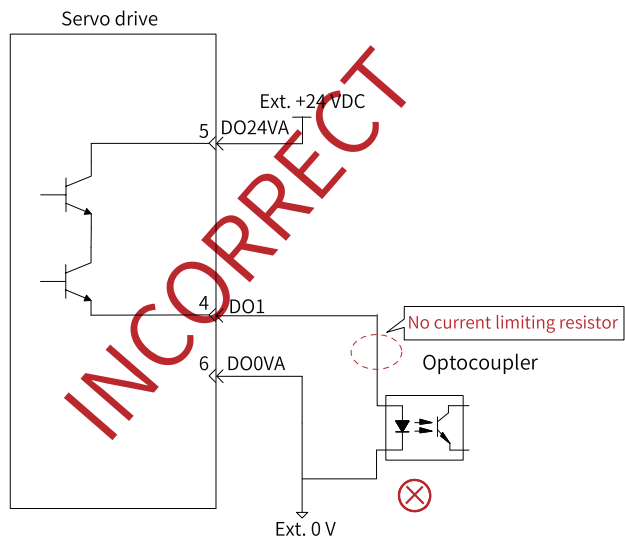 Servo drive
Ext. +24 VDC
5
DO24VA
INCORRECT
4
DO1
No current limiting resistor
6
DO0VA
Optocoupler
Ext. 0 V